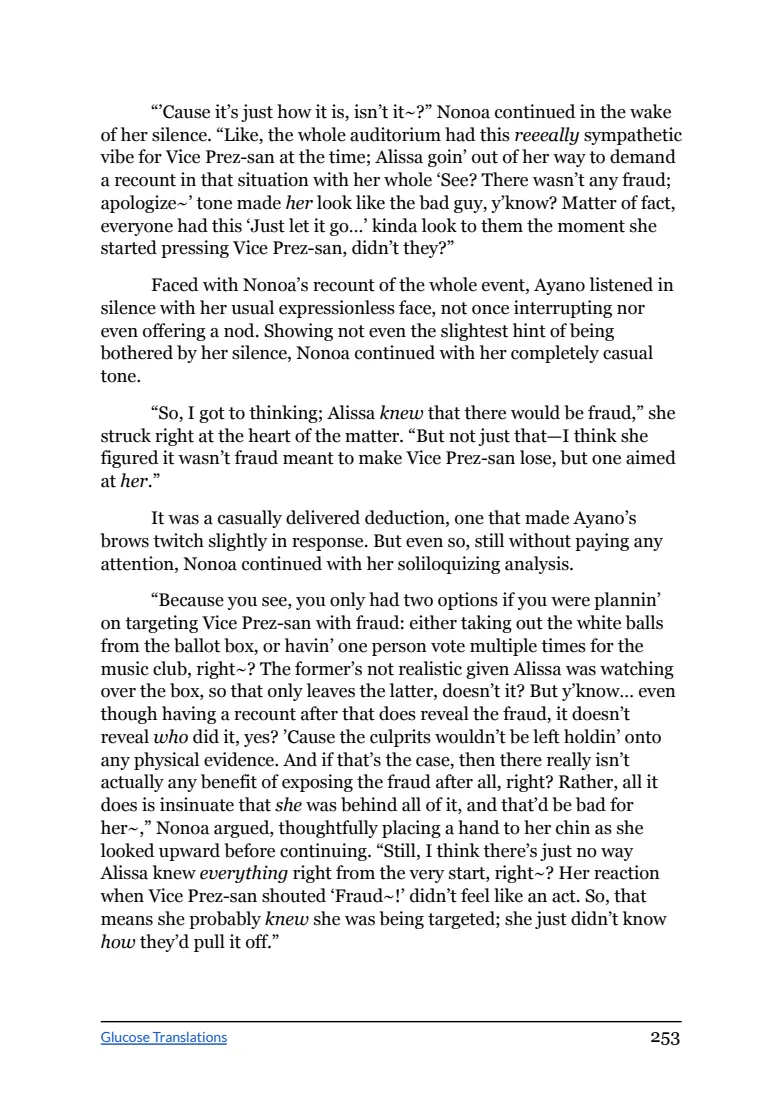 “’Cause it’s just how it is, isn’t it~?” Nonoa continued in the wake
of her silence. “Like, the whole auditorium had this reeeally sympathetic
vibe for Vice Prez-san at the time; Alissa goin’ out of her way to demand
a recount in that situation with her whole ‘See? There wasn’t any fraud;
apologize~’ tone made her look like the bad guy, y’know? Matter of fact,
everyone had this ‘Just let it go...’ kinda look to them the moment she
started pressing Vice Prez-san, didn’t they?”
Faced with Nonoa’s recount of the whole event, Ayano listened in
silence with her usual expressionless face, not once interrupting nor
even offering a nod. Showing not even the slightest hint of being
bothered by her silence, Nonoa continued with her completely casual
tone.
“So, I got to thinking; Alissa knew that there would be fraud,” she
struck right at the heart of the matter. “But not just that—I think she
figured it wasn’t fraud meant to make Vice Prez-san lose, but one aimed
at her.”
It was a casually delivered deduction, one that made Ayano’s
brows twitch slightly in response. But even so, still without paying any
attention, Nonoa continued with her soliloquizing analysis.
“Because you see, you only had two options if you were plannin’
on targeting Vice Prez-san with fraud: either taking out the white balls
from the ballot box, or havin’ one person vote multiple times for the
music club, right~? The former’s not realistic given Alissa was watching
over the box, so that only leaves the latter, doesn’t it? But y’know... even
though having a recount after that does reveal the fraud, it doesn’t
reveal who did it, yes? ’Cause the culprits wouldn’t be left holdin’ onto
any physical evidence. And if that’s the case, then there really isn’t
actually any benefit of exposing the fraud after all, right? Rather, all it
does is insinuate that she was behind all of it, and that’d be bad for
her~,” Nonoa argued, thoughtfully placing a hand to her chin as she
looked upward before continuing. “Still, I think there’s just no way
Alissa knew everything right from the very start, right~? Her reaction
when Vice Prez-san shouted ‘Fraud~!’ didn’t feel like an act. So, that
means she probably knew she was being targeted; she just didn’t know
how they’d pull it off.”
Glucose Translations 253